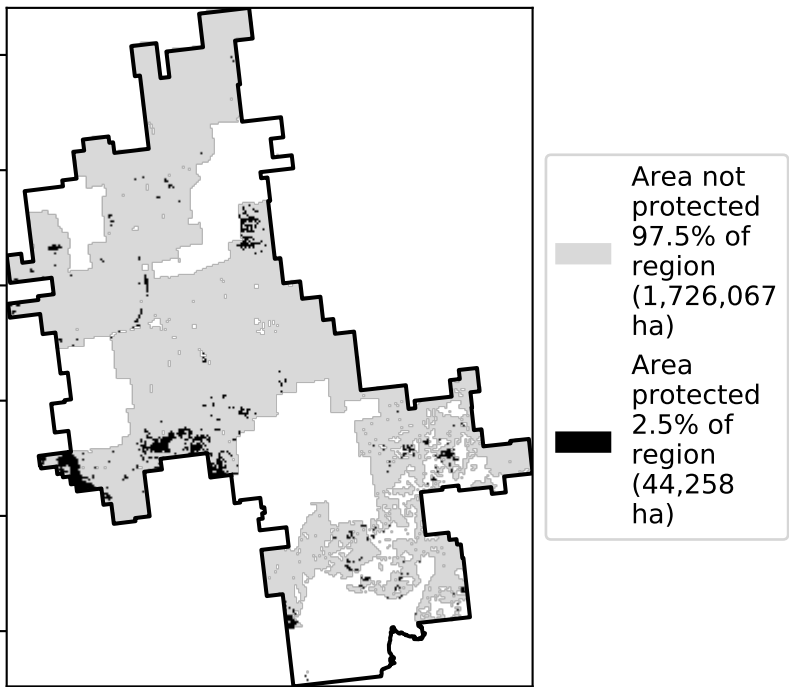 Area not
protected
97.5% of
region
(1,726,067
ha)
Area
protected
2.5% of
region
(44,258
ha)